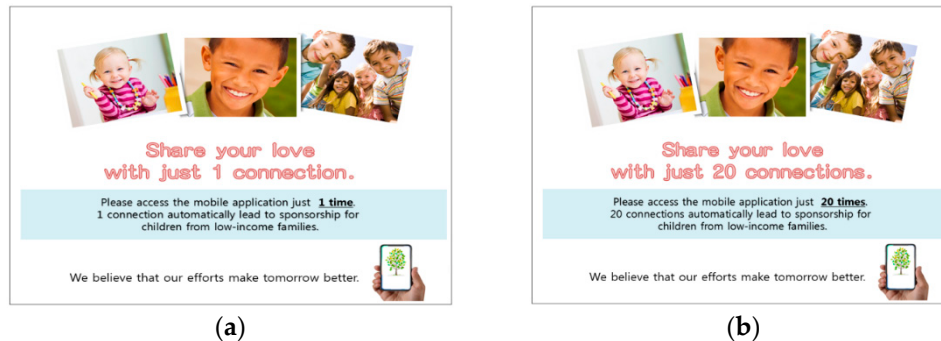 Share your love
with just 1 connection.
Please access the mobile application just 1 time.
1 connection automatically lead to sponsorship for
children from low-income families.
We believe that our efforts make tomorrow better.
(a)
Share your love
with just 20 connections.
Please access the mobile application just 20 times.
20 connections automatically lead to sponsorship for
children from low-income families.
We believe that our efforts make tomorrow better.
(b)